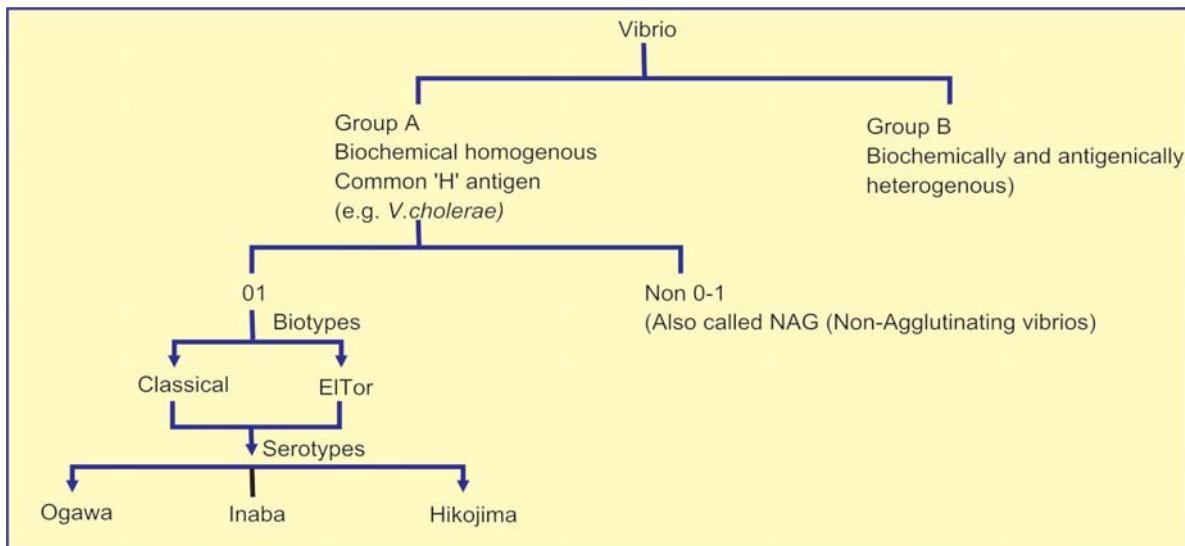 Vibrio
Group A
Biochemical homogenous
Common 'H' antigen
(e.g. V.cholerae)
Group B
Biochemically and antigenically
heterogenous)
01
Non 0-1
(Also called NAG (Non-Agglutinating vibrios)
Biotypes
Classical
ElTor
Serotypes
Ogawa
Inaba
Hikojima